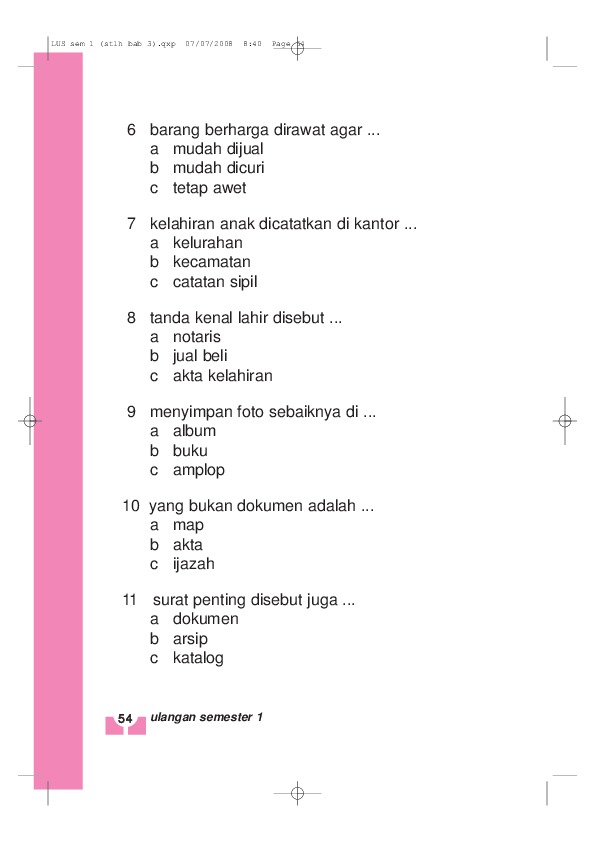 LUS sem 1 (stlh bab 3).qxp 07/07/2008 8:40 Page
6 barang berharga dirawat agar ...
a mudah dijual
b mudah dicuri
c tetap awet
7 kelahiran anak dicatatkan di kantor ...
a kelurahan
b kecamatan
c catatan sipil
8 tanda kenal lahir disebut ...
a notaris
b jual beli
c akta kelahiran
9 menyimpan foto sebaiknya di ...
a album
b buku
c amplop
10 yang bukan dokumen adalah ...
a map
b akta
c ijazah
11 surat penting disebut juga ...
a dokumen
b arsip
c katalog
54 ulangan semester 1